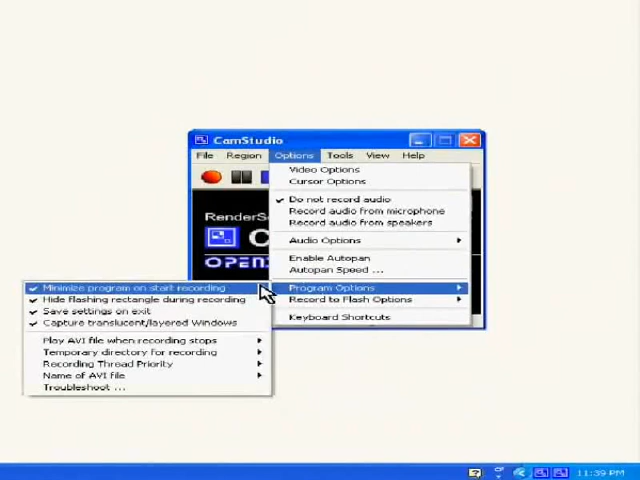 CamStudio
File Region Options Tools View Help
Video Options
Cursor Options
Do not record audio
Record audio from microphone
Record audio from speakers
Audio Options
Enable Autopan
Autopan Speed ...
Program Options
Record to Flash Options
Keyboard Shortcuts
RenderSo
C
OPENS
Minimize program on start recording
Hide flashing rectangle during recording
Save settings on exit
Capture translucent/layered Windows
Play AVI file when recording stops
Temporary directory for recording
Recording Thread Priority
Name of AVI file
Troubleshoot ...
11:39 PM